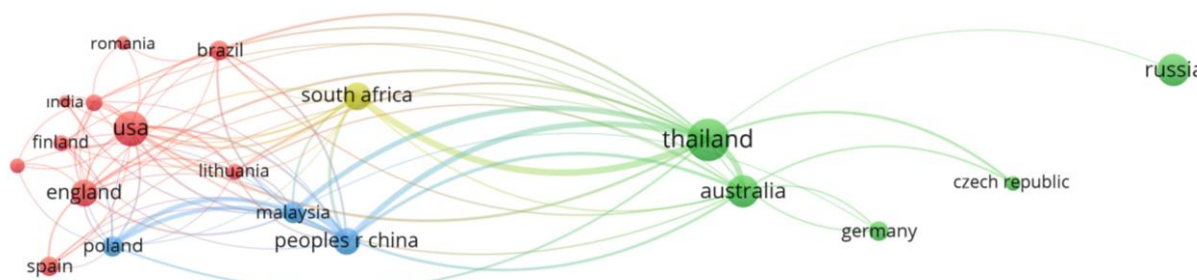 romania
brazil
russia
india
south africa
usa
finland
thailand
lithuania
england
australia
czech republic
malaysia
peoples r china
poland
germany
spain